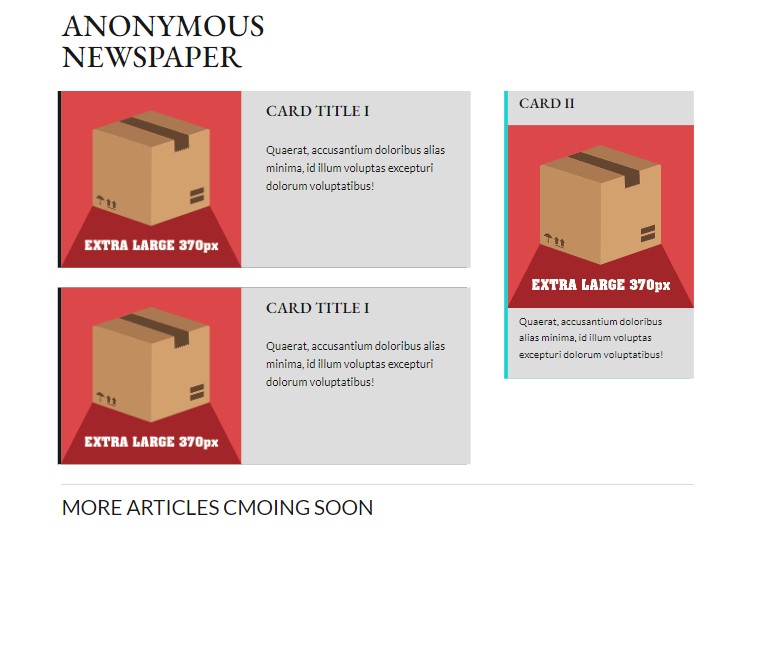 ANONYMOUS
NEWSPAPER
CARD TITLE I
Quaerat, accusantium doloribus alias
minima, id illum voluptas excepturi
dolorum voluptatibus!
EXTRA LARGE 370px
CARD II
EXTRA LARGE 370px
Quaerat, accusantium doloribus
alias minima, id illum voluptas
excepturi dolorum voluptatibus!
CARD TITLE I
Quaerat, accusantium doloribus alias
minima, id illum voluptas excepturi
dolorum voluptatibus!
EXTRA LARGE 370px
MORE ARTICLES CMOING SOON